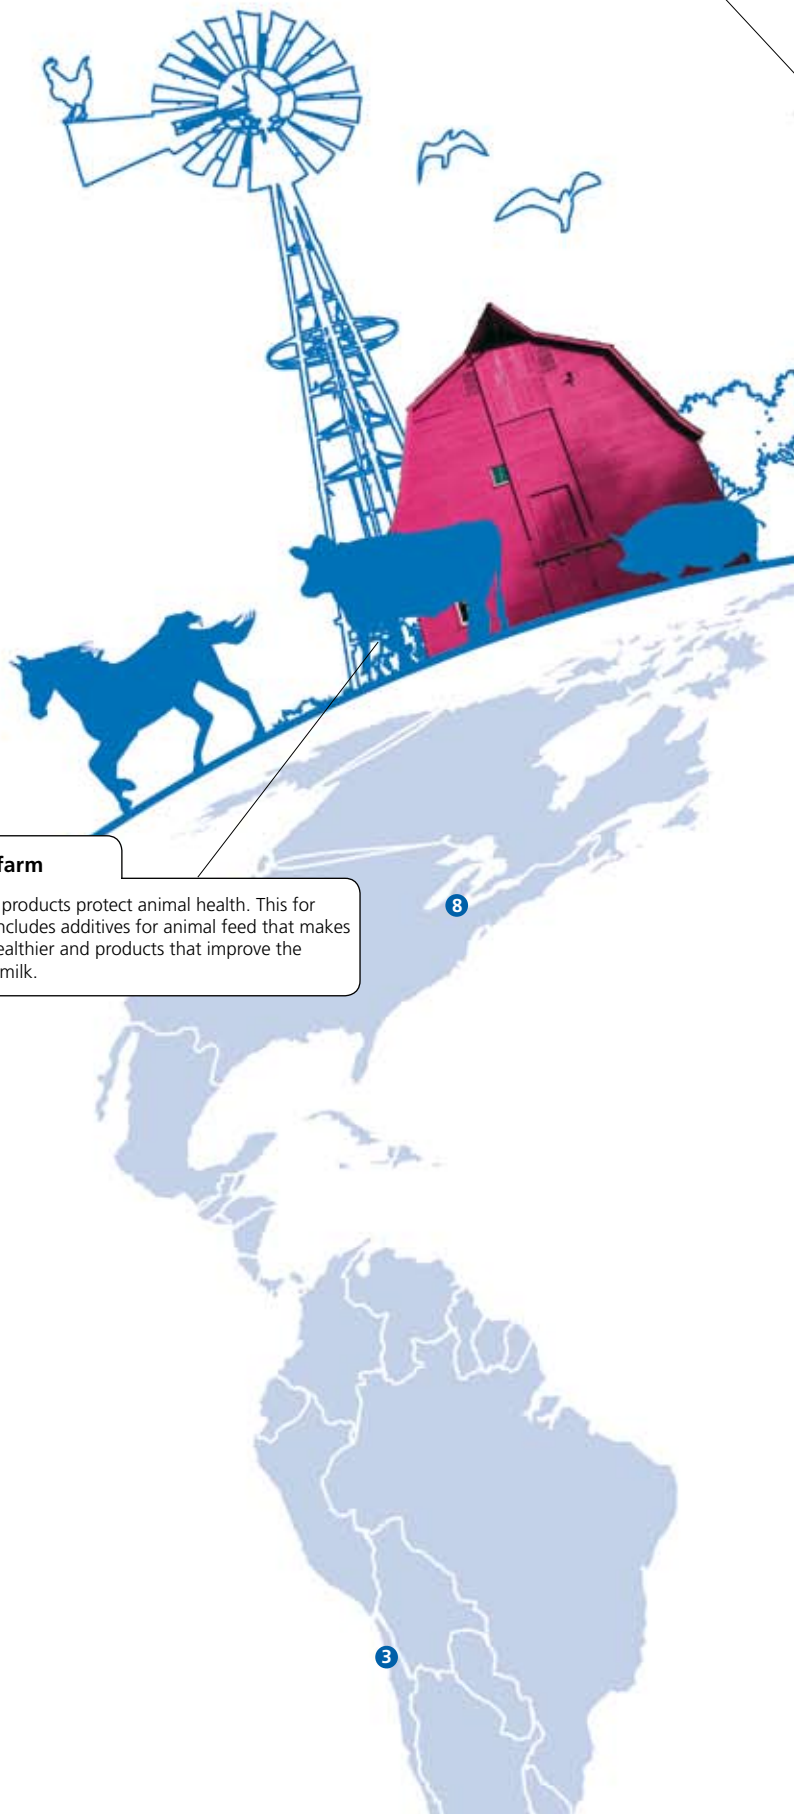 farm
products protect animal health. This for
ncludes additives for animal feed that makes
ealthier and products that improve the
milk.
8
3